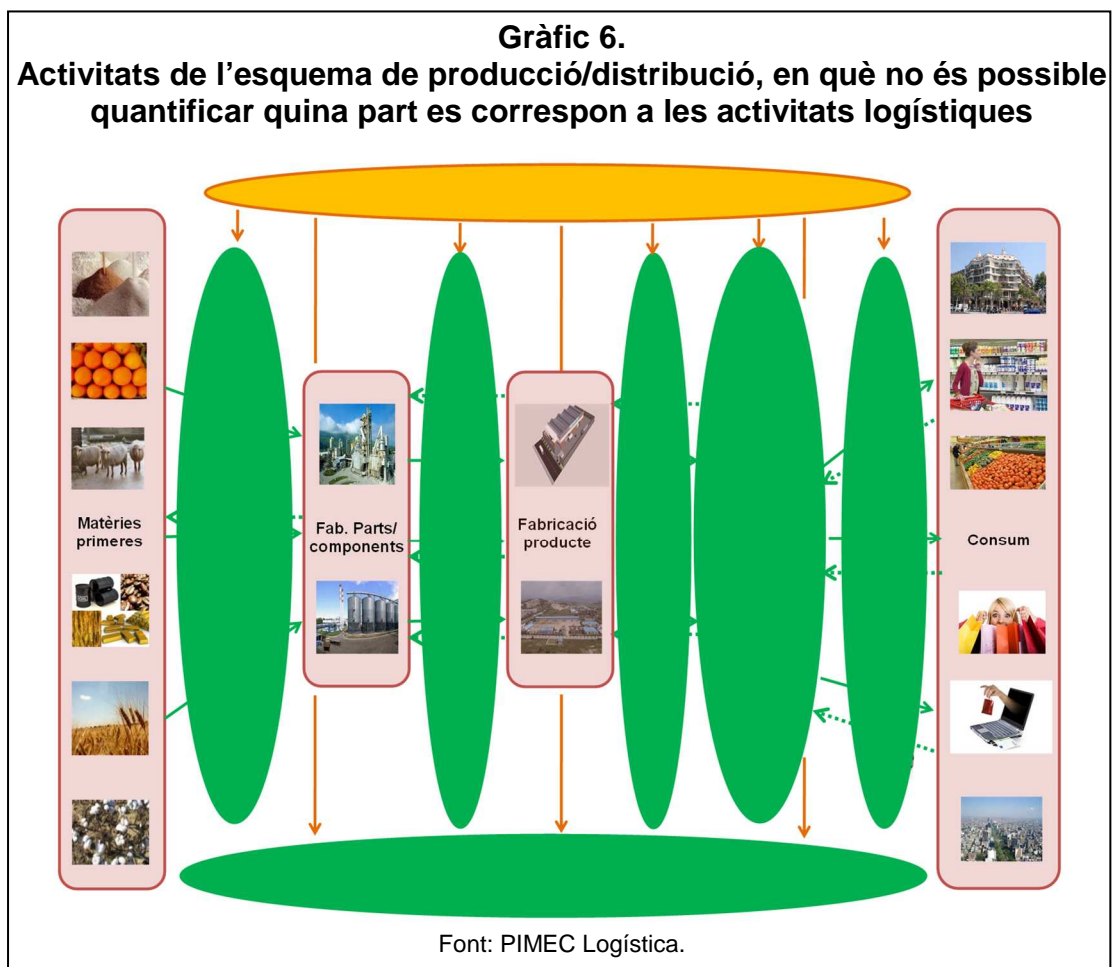 Gràfic 6.
Activitats de l'esquema de producció/distribució, en què no és possible
quantificar quina part es correspon a les activitats logístiques
Matèries
primeres
Fab. Parts/
components
Fabricació
producte
Consum
Font: PIMEC Logística.